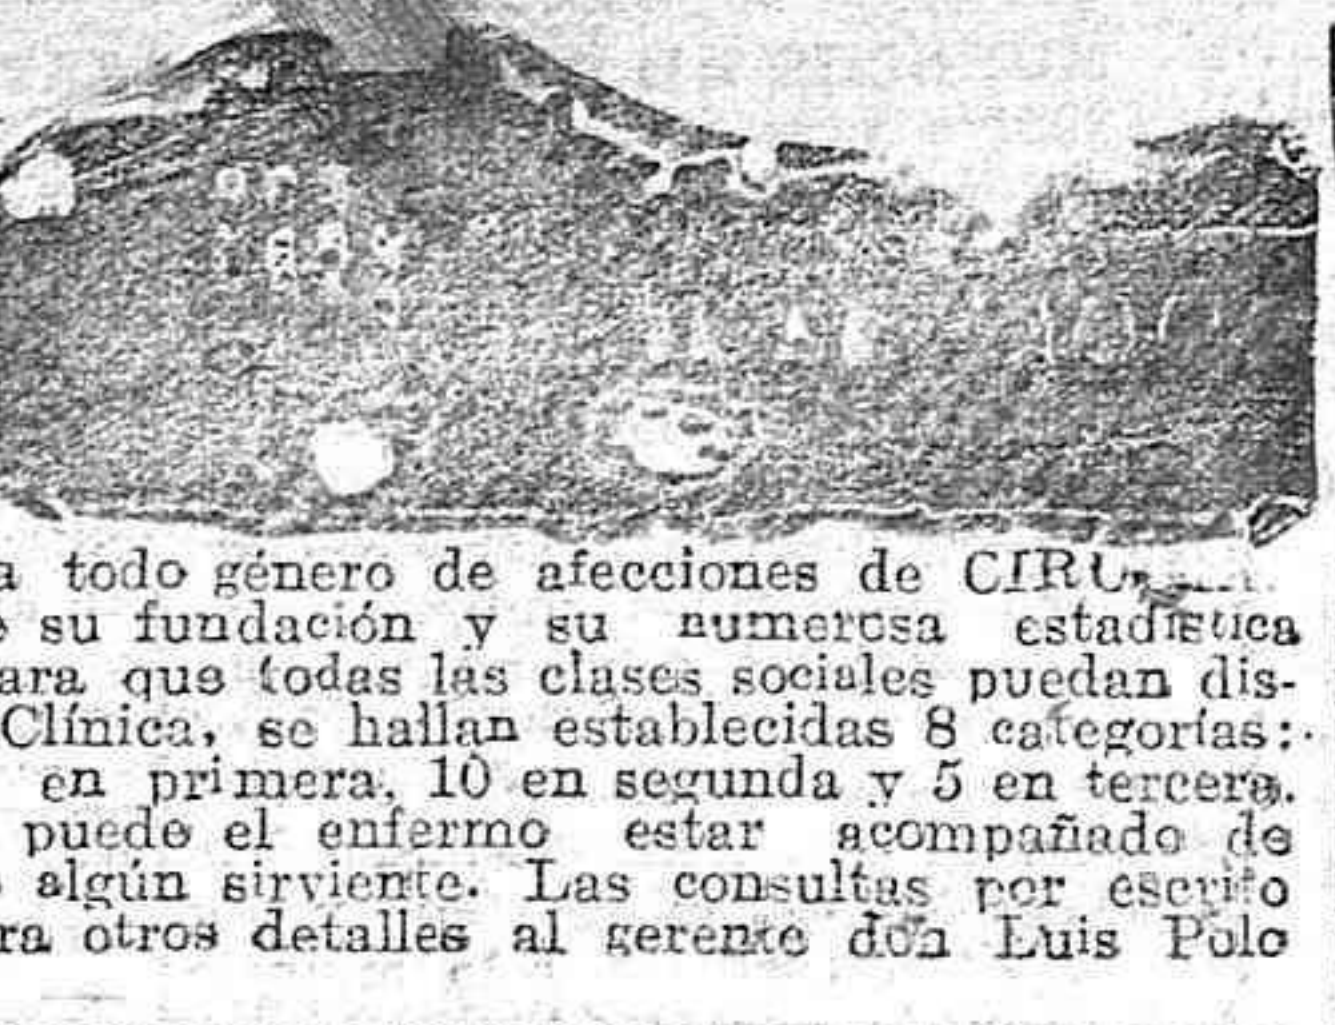 a todo género de afecciones de
su fundación y su numerosa estadística
ara que todas las clases sociales puedan dis-
Clínica, se hallan establecidas 8 categorías:
en primera, 10 en segunda y 5 en tercera.
puede el enfermo estar acompañado de
algún sirviente. Las consultas por escrito
ra otros detalles al gerente don Luis Polo